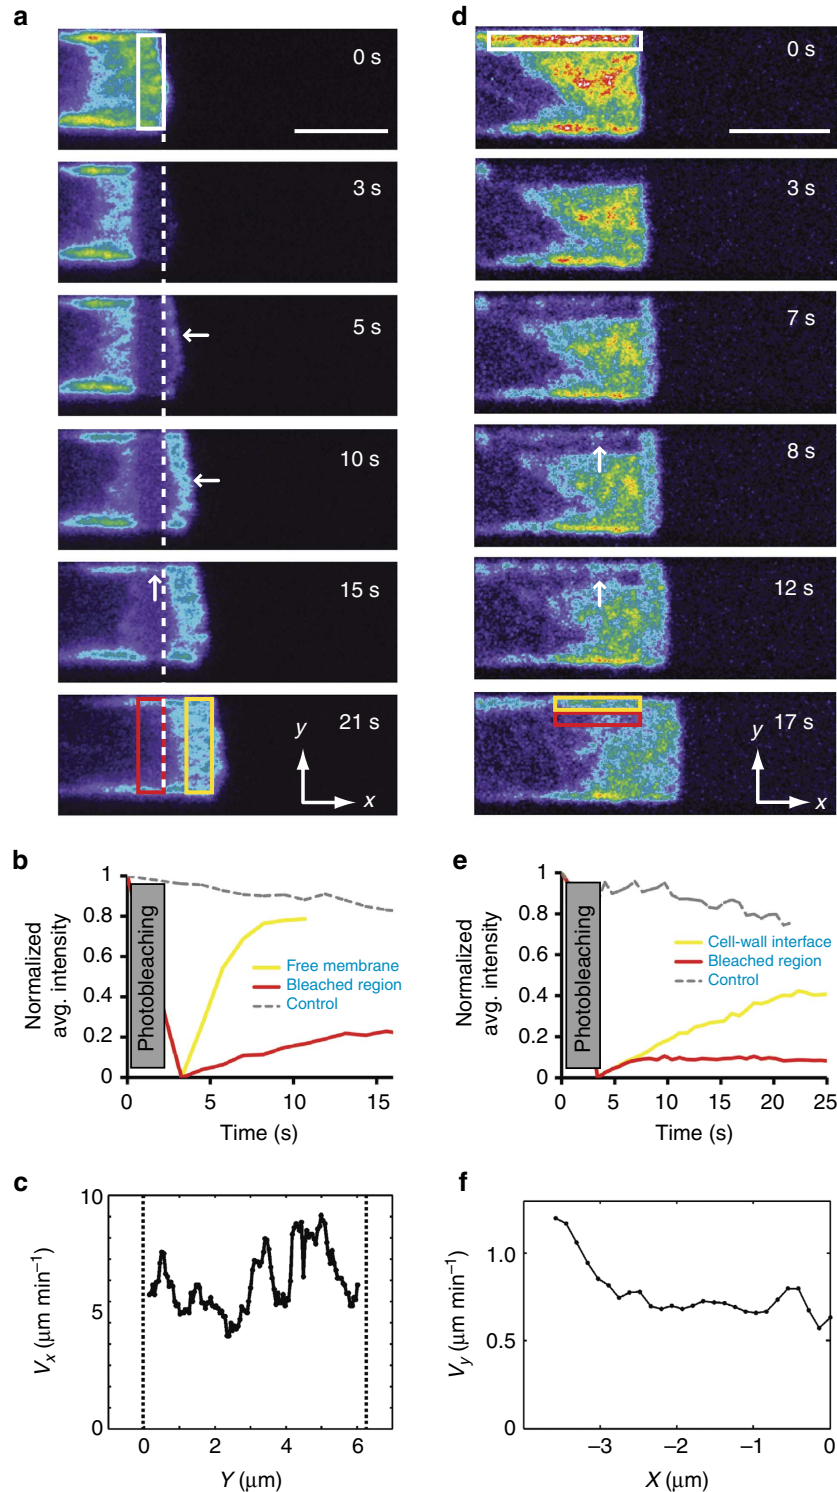 a
0 s
3 s
5 s
10 s
15 s
21 s
y
x
b
Normalized
avg. intensity
1
0.8
0.6
0.4
0.2
0
Photobleaching
Free membrane
Bleached region
Control
0 5 10 15
Time (s)
c
Vx (μm min−1)
10
5
0
0 2 4 6
Y (μm)
d
0 s
3 s
7 s
8 s
12 s
17 s
y
x
e
Normalized
avg. intensity
1
0.8
0.6
0.4
0.2
0
Photobleaching
Cell-wall interface
Bleached region
Control
0 5 10 15 20 25
Time (s)
f
Vy (μm min−1)
1.0
0.5
0
−3 −2 −1 0
X (μm)